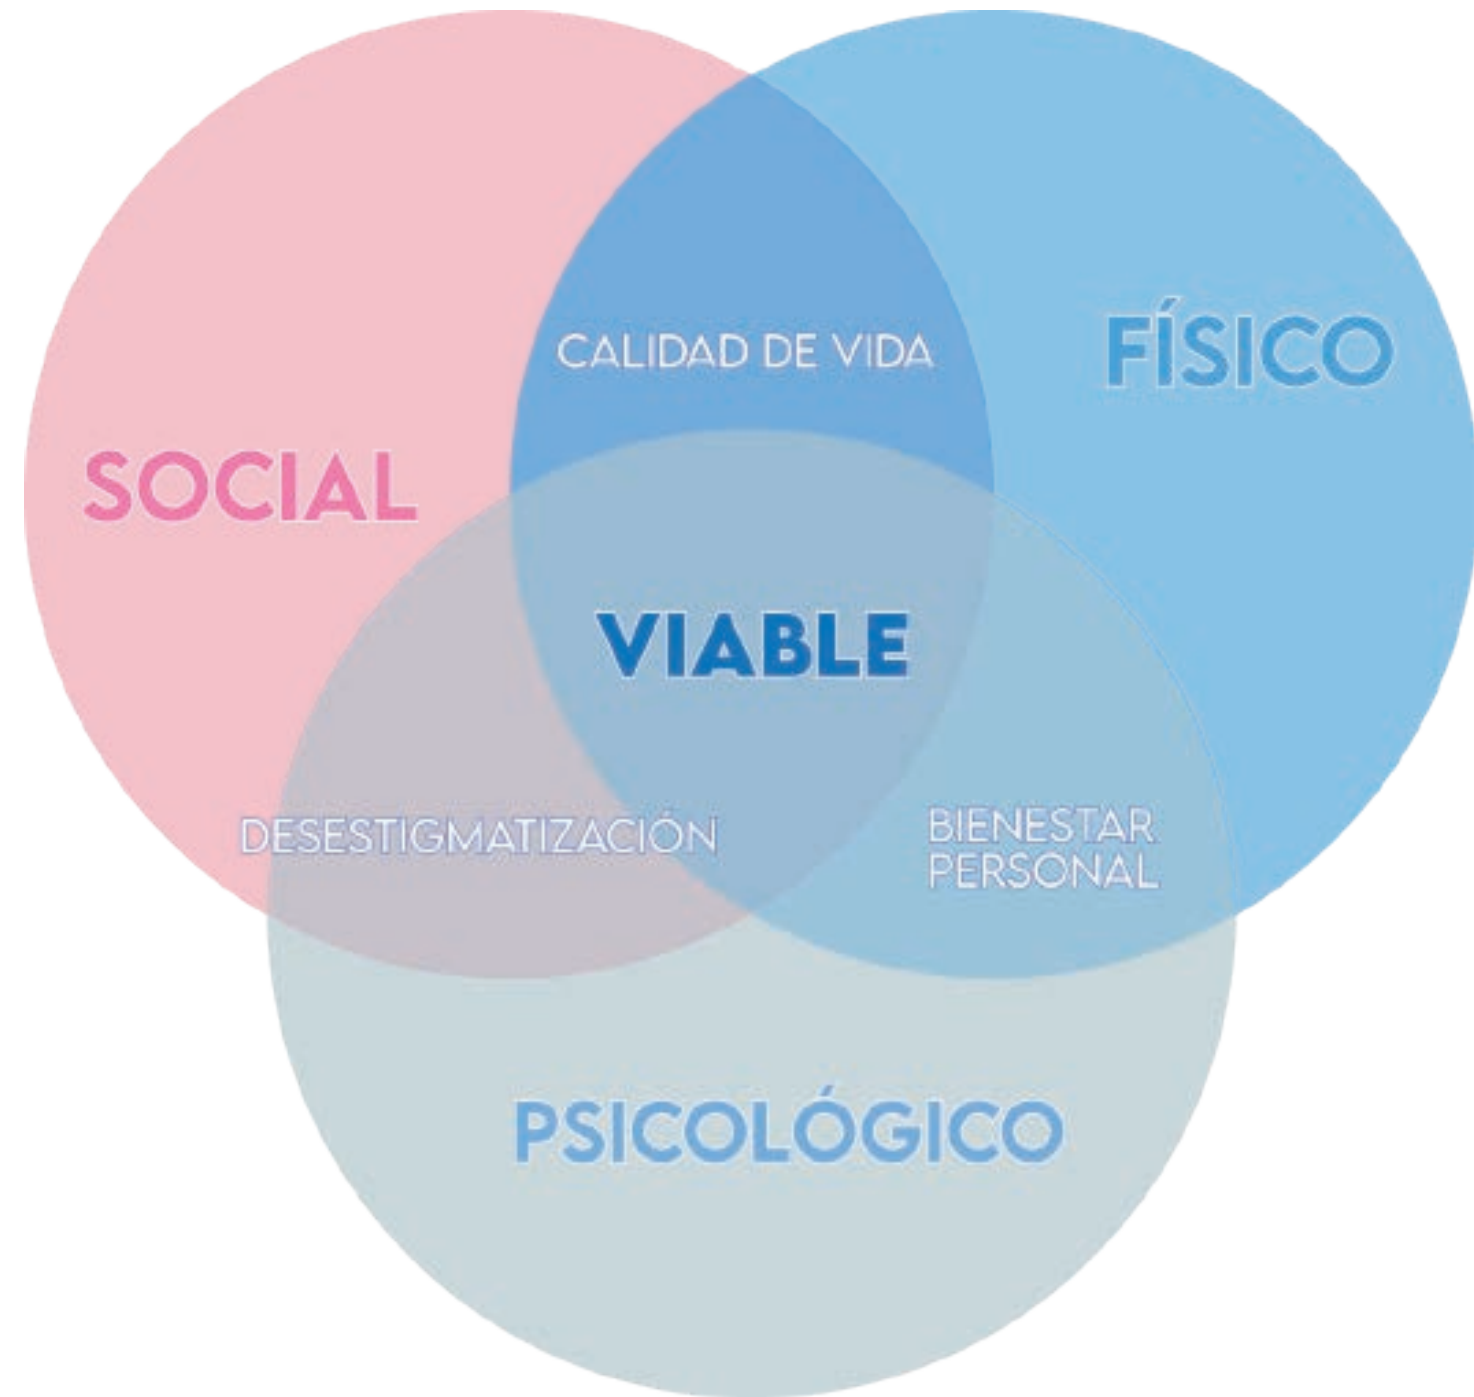 CALIDAD DE VIDA
FÍSICO
SOCIAL
VIABLE
DESESTIGMATIZACIÓN
BIENESTAR
PERSONAL
PSICOLÓGICO